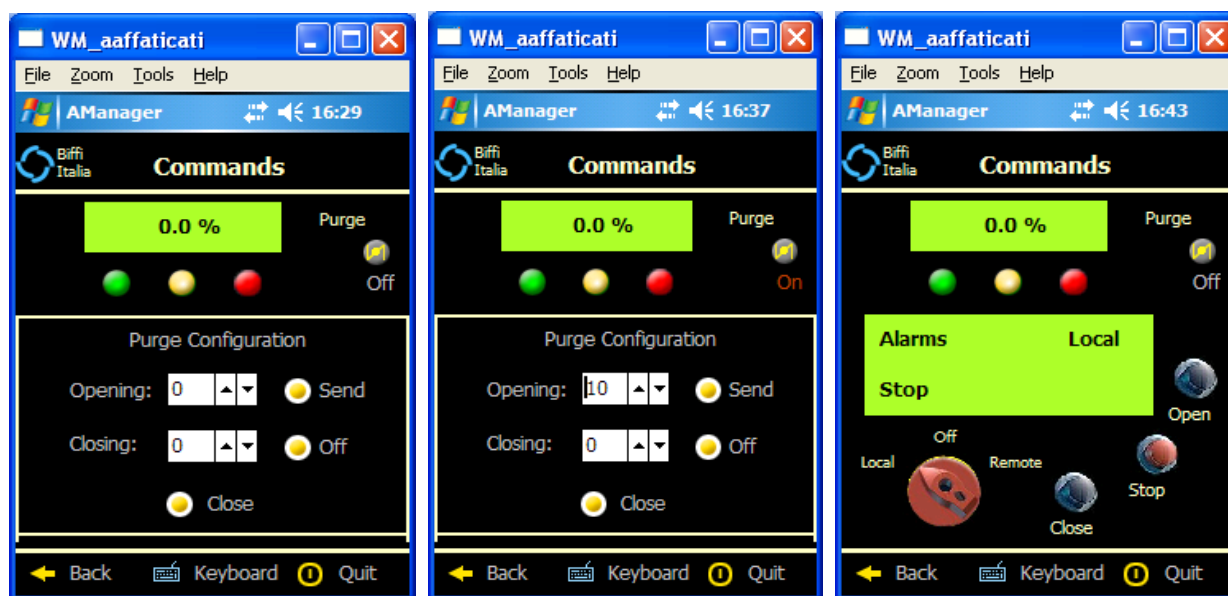 WM_aaffaticati
File Zoom Tools Help
AManager 16:29
Biffi
Italia
Commands
0.0 %
Purge
Off
Purge Configuration
Opening: 0 Send
Closing: 0 Off
Close
Back Keyboard Quit
WM_aaffaticati
File Zoom Tools Help
AManager 16:37
Biffi
Italia
Commands
0.0 %
Purge
On
Purge Configuration
Opening: 10 Send
Closing: 0 Off
Close
Back Keyboard Quit
WM_aaffaticati
File Zoom Tools Help
AManager 16:43
Biffi
Italia
Commands
0.0 %
Purge
Off
Alarms Local
Stop
Open
Off
Local Remote
Stop
Close
Back Keyboard Quit